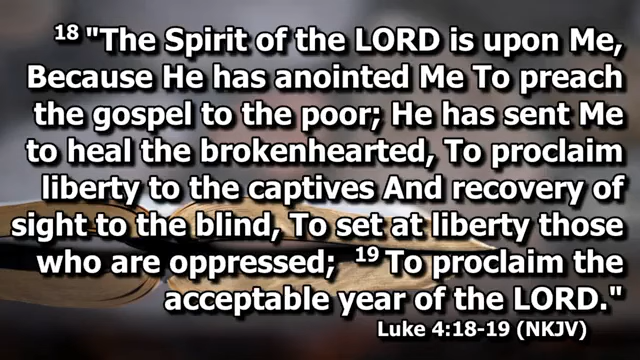 18 "The Spirit of the LORD is upon Me,
Because He has anointed Me To preach
the gospel to the poor; He has sent Me
to heal the brokenhearted, To proclaim
liberty to the captives And recovery of
sight to the blind, To set at liberty those
who are oppressed; 19 To proclaim the
acceptable year of the LORD."
Luke 4:18-19 (NKJV)